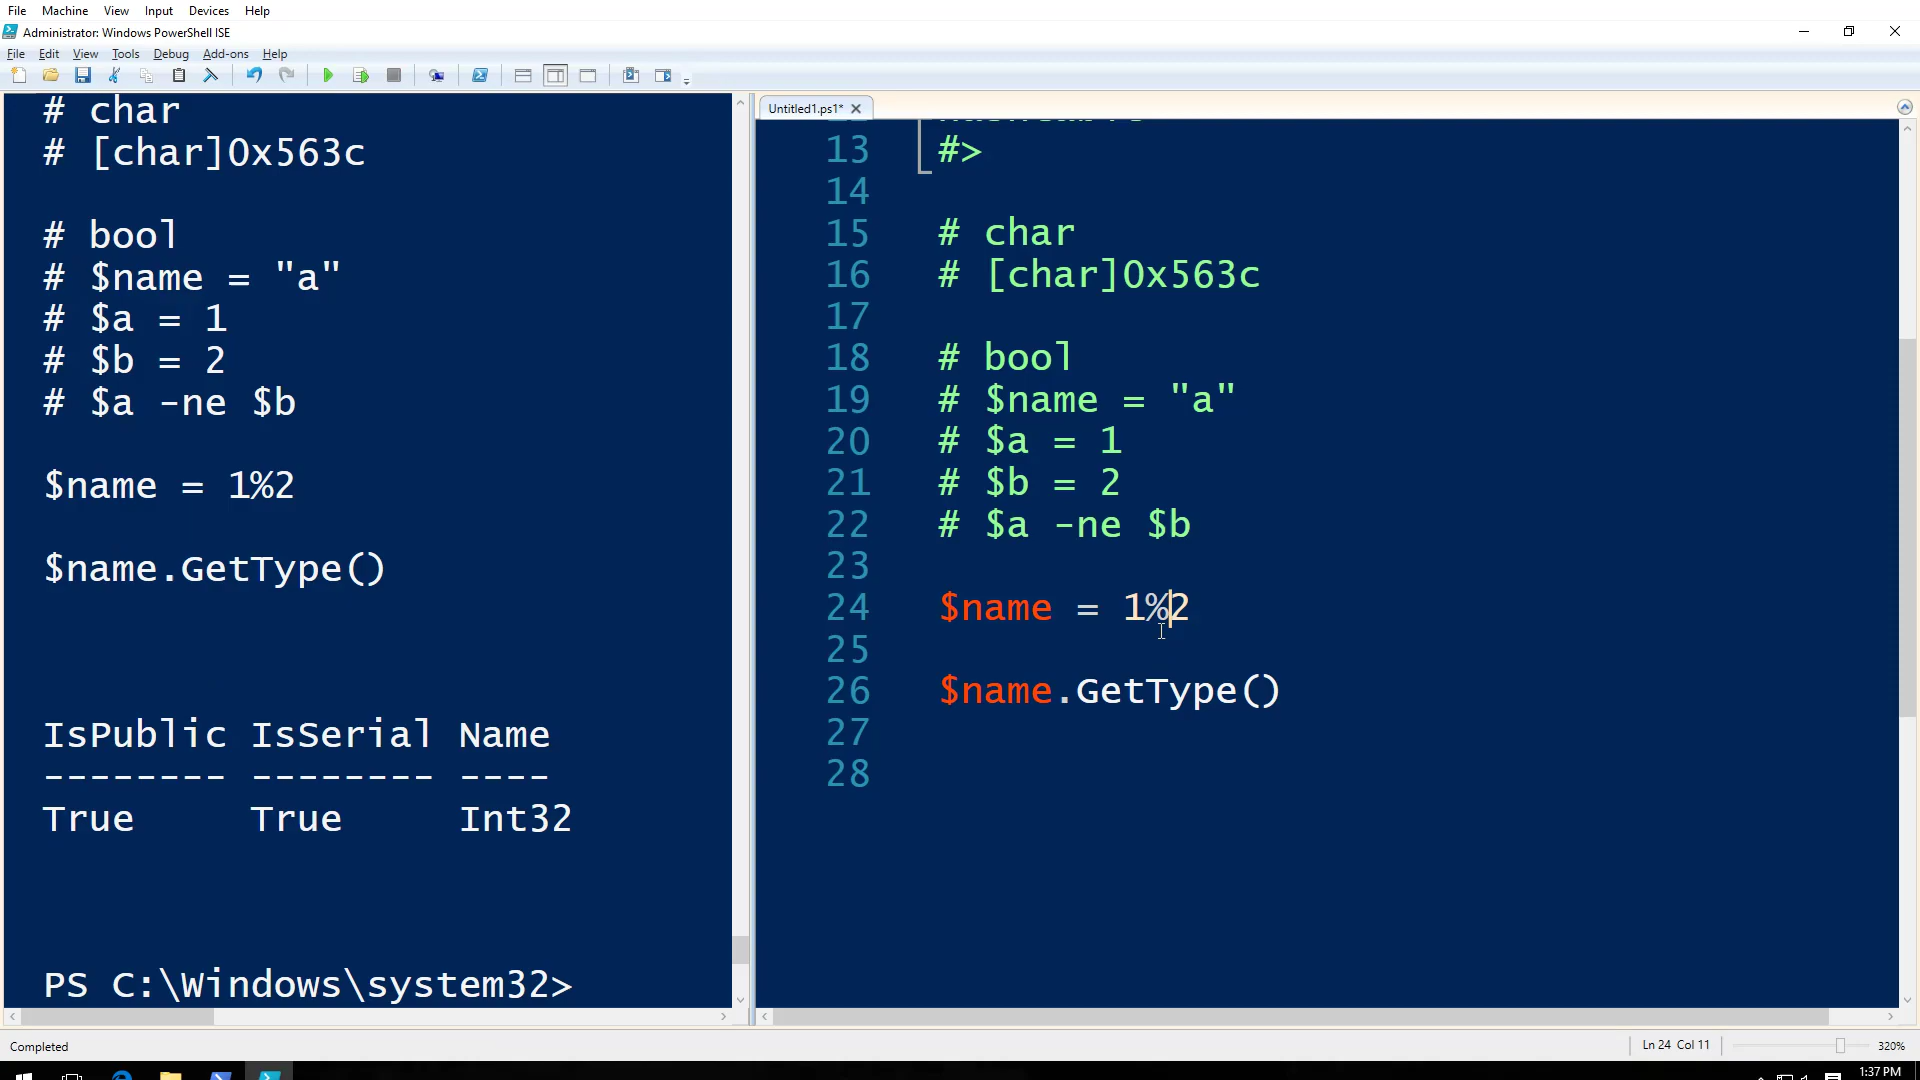 File Machine View Input Devices Help
Administrator: Windows PowerShell ISE
File Edit View Tools Debug Add-ons Help
# char
# [char]0x563c
# bool
# $name = "a"
# $a = 1
# $b = 2
# $a -ne $b
$name = 1%2
$name.GetType()
IsPublic IsSerial Name
-------- -------- ----
True True Int32
PS C:\Windows\system32>
Untitled1.ps1*
13 #>
14
15 # char
16 # [char]0x563c
17
18 # bool
19 # $name = "a"
20 # $a = 1
21 # $b = 2
22 # $a -ne $b
23
24 $name = 1%2
25
26 $name.GetType()
27
28
Completed
Ln 24 Col 11
320%
1:37 PM